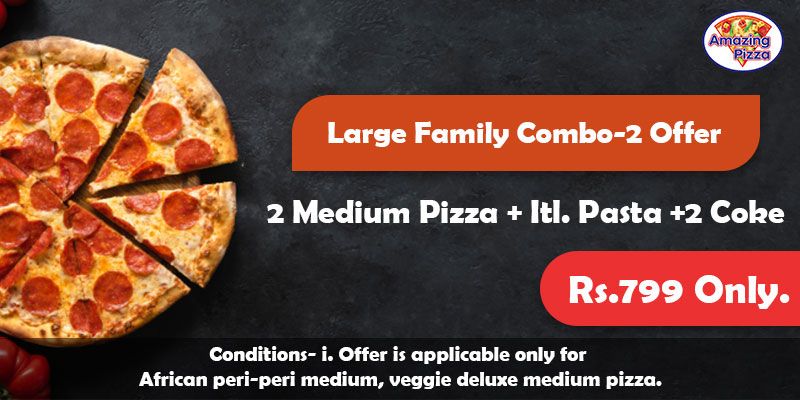 Amazing
Pizza
Large Family Combo-2 Offer
2 Medium Pizza + Itl. Pasta +2 Coke
Rs.799 Only.
Conditions- i. Offer is applicable only for
African peri-peri medium, veggie deluxe medium pizza.